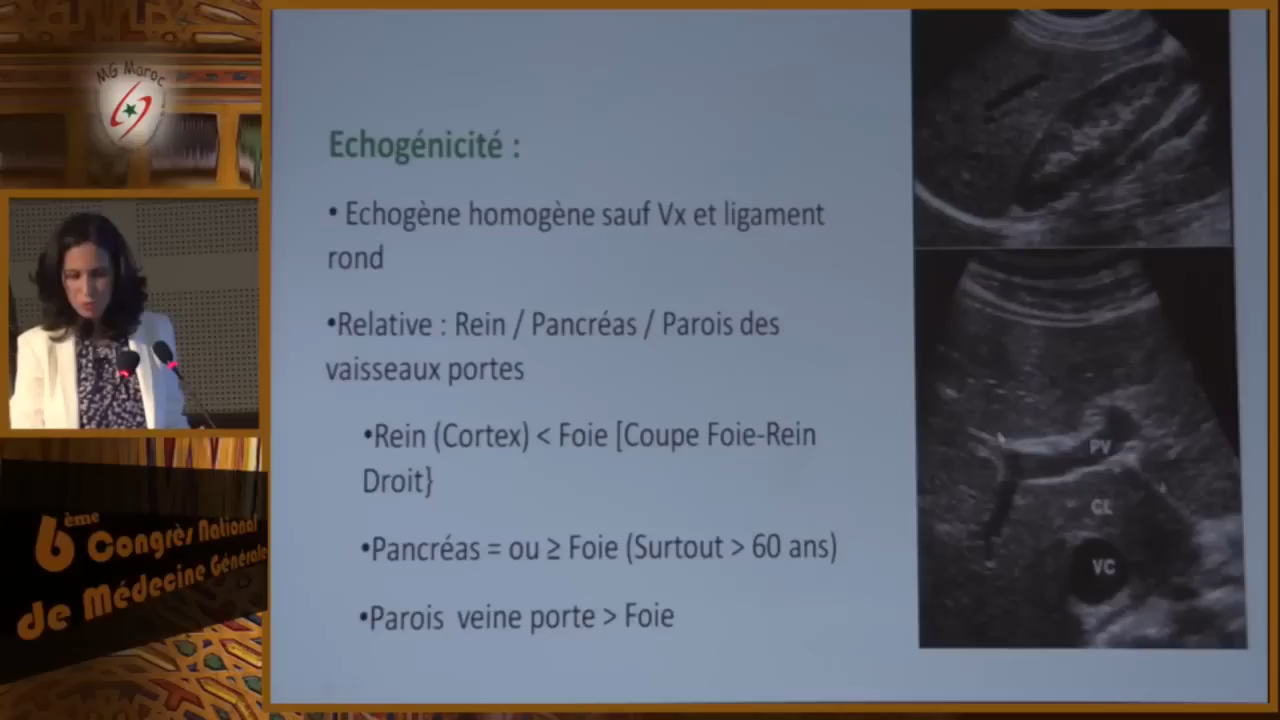 MG Maroc
Echogénicité :
• Echogène homogène sauf Vx et ligament
rond
•Relative : Rein / Pancréas / Parois des
vaisseaux portes
•Rein (Cortex) < Foie [Coupe Foie-Rein
Droit}
•Pancréas = ou ≥ Foie (Surtout > 60 ans)
•Parois veine porte > Foie
PV
CL
VC
6ème Congrès National
de Médecine Générale